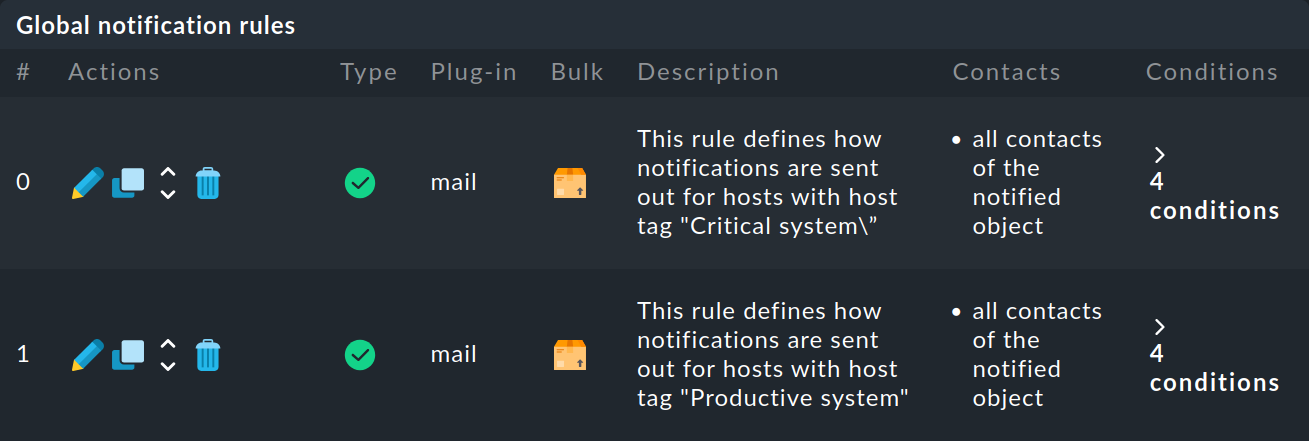 Global notification rules
# Actions Type Plug-in Bulk Description Contacts Conditions
0 mail
This rule defines how
notifications are sent
out for hosts with host
tag "Critical system\”
• all contacts
of the
notified
object
4
conditions
1 mail
This rule defines how
notifications are sent
out for hosts with host
tag "Productive system"
• all contacts
of the
notified
object
4
conditions